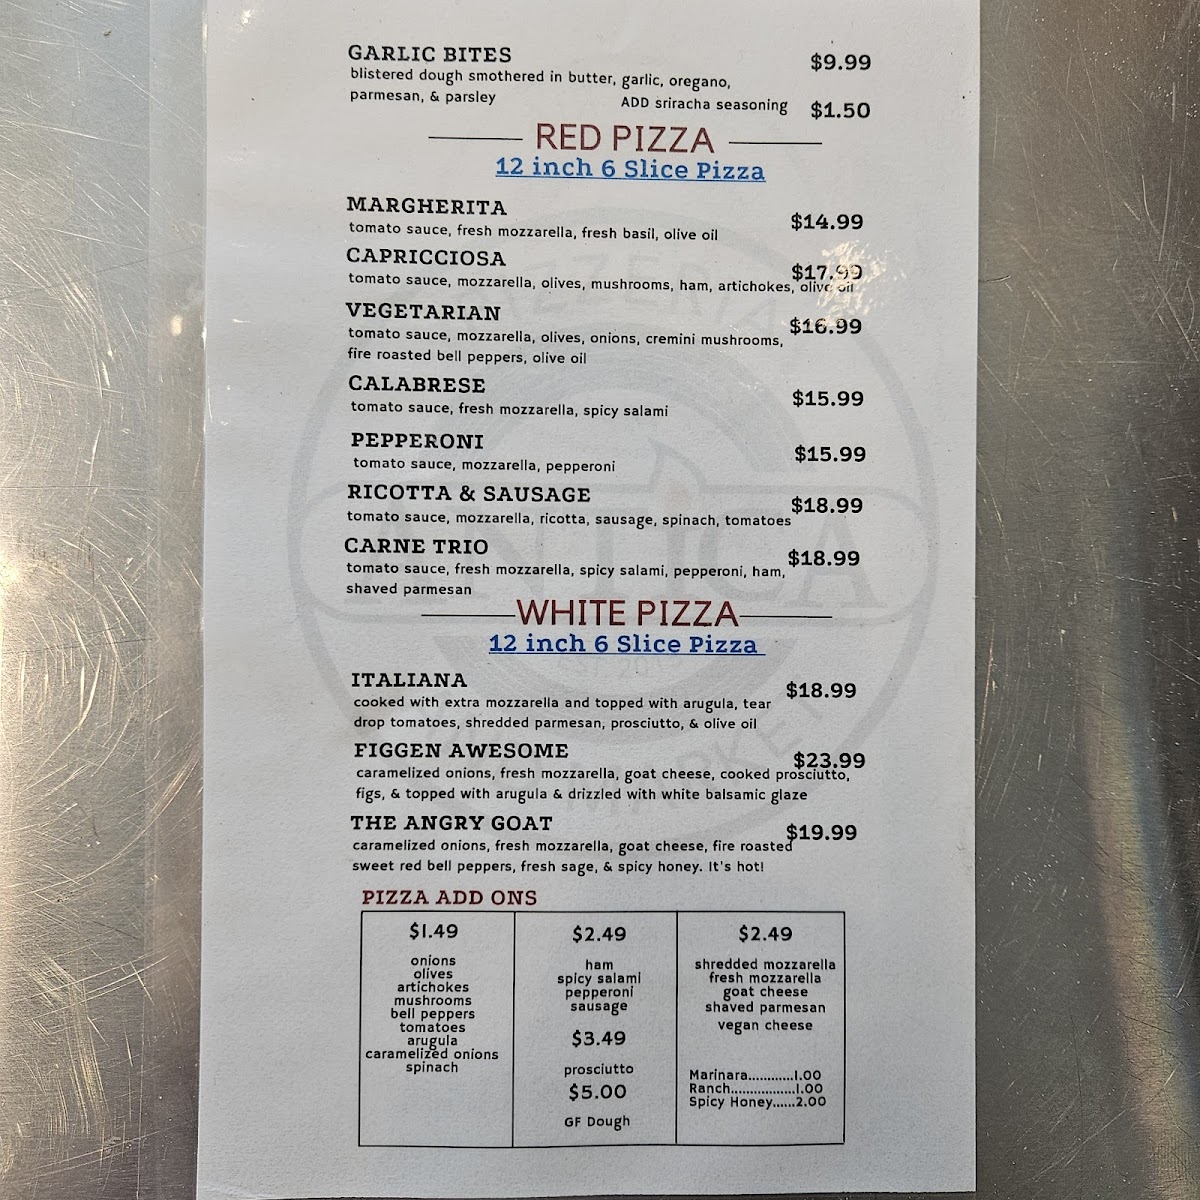 GARLIC BITES $9.99
blistered dough smothered in butter, garlic, oregano,
parmesan, & parsley ADD sriracha seasoning $1.50
RED PIZZA
12 inch 6 Slice Pizza
MARGHERITA $14.99
tomato sauce, fresh mozzarella, fresh basil, olive oil
CAPRICCIOSA $17.99
tomato sauce, mozzarella, olives, mushrooms, ham, artichokes, olive oil
VEGETARIAN $16.99
tomato sauce, mozzarella, olives, onions, cremini mushrooms,
fire roasted bell peppers, olive oil
CALABRESE $15.99
tomato sauce, fresh mozzarella, spicy salami
PEPPERONI $15.99
tomato sauce, mozzarella, pepperoni
RICOTTA & SAUSAGE $18.99
tomato sauce, mozzarella, ricotta, sausage, spinach, tomatoes
CARNE TRIO $18.99
tomato sauce, fresh mozzarella, spicy salami, pepperoni, ham,
shaved parmesan
WHITE PIZZA
12 inch 6 Slice Pizza
ITALIANA $18.99
cooked with extra mozzarella and topped with arugula, tear
drop tomatoes, shredded parmesan, prosciutto, & olive oil
FIGGEN AWESOME $23.99
caramelized onions, fresh mozzarella, goat cheese, cooked prosciutto,
figs, & topped with arugula & drizzled with white balsamic glaze
THE ANGRY GOAT $19.99
caramelized onions, fresh mozzarella, goat cheese, fire roasted
sweet red bell peppers, fresh sage, & spicy honey. It's hot!
PIZZA ADD ONS
$1.49
onions
olives
artichokes
mushrooms
bell peppers
tomatoes
arugula
caramelized onions
spinach
$2.49
ham
spicy salami
pepperoni
sausage
$3.49
prosciutto
$5.00
GF Dough
$2.49
shredded mozzarella
fresh mozzarella
goat cheese
shaved parmesan
vegan cheese
Marinara............1.00
Ranch.................1.00
Spicy Honey......2.00